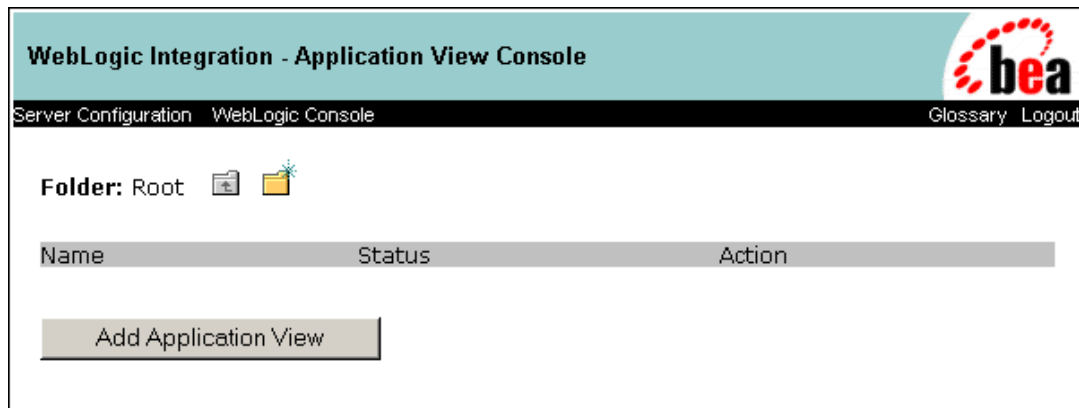 WebLogic Integration - Application View Console
bea
Server Configuration WebLogic Console Glossary Logout
Folder: Root
Name Status Action
Add Application View